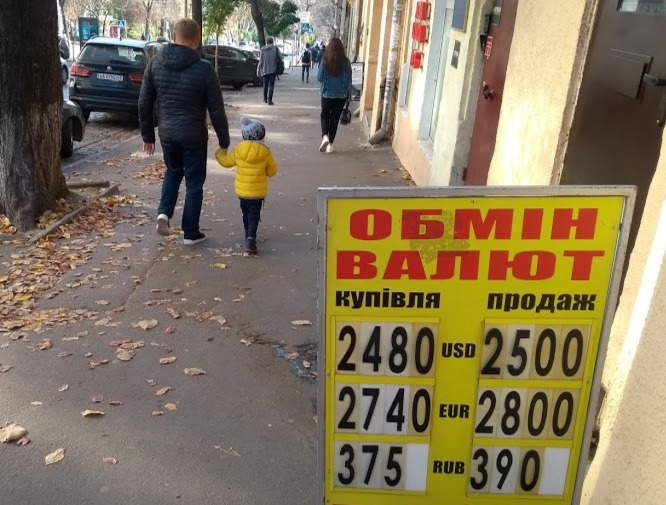 ОБМІН
ВАЛЮТ
купівля продаж
2480 USD 2500
2740 EUR 2800
375 RUB 390